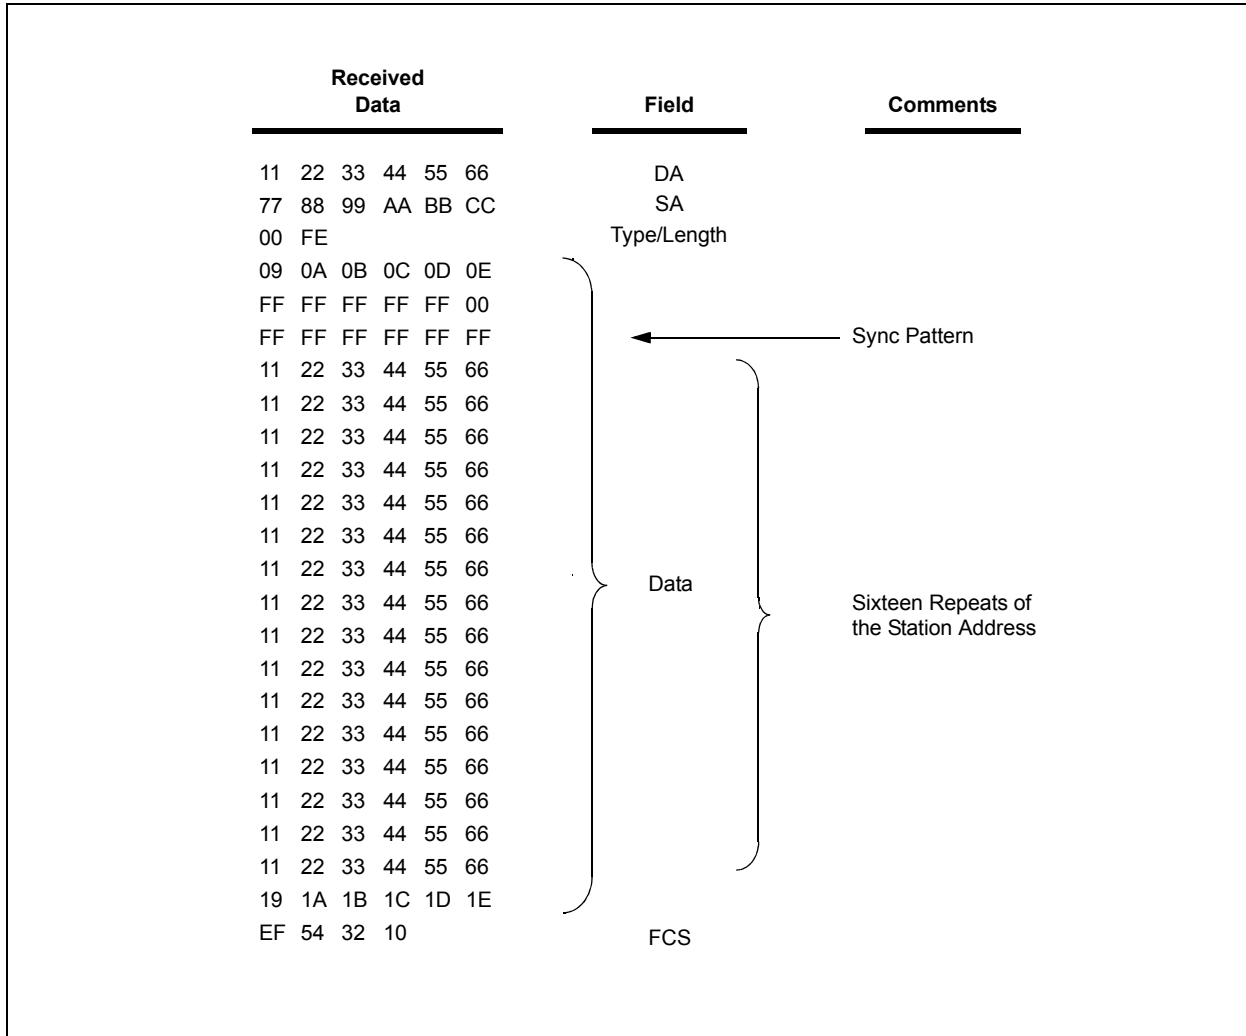 Received
Data Field Comments
11 22 33 44 55 66 DA
77 88 99 AA BB CC SA
00 FE Type/Length
09 0A 0B 0C 0D 0E
FF FF FF FF FF 00
FF FF FF FF FF FF Sync Pattern
11 22 33 44 55 66
11 22 33 44 55 66
11 22 33 44 55 66
11 22 33 44 55 66
11 22 33 44 55 66
11 22 33 44 55 66
11 22 33 44 55 66 Data
11 22 33 44 55 66 Sixteen Repeats of
11 22 33 44 55 66 the Station Address
11 22 33 44 55 66
11 22 33 44 55 66
11 22 33 44 55 66
11 22 33 44 55 66
11 22 33 44 55 66
11 22 33 44 55 66
11 22 33 44 55 66
19 1A 1B 1C 1D 1E
EF 54 32 10 FCS